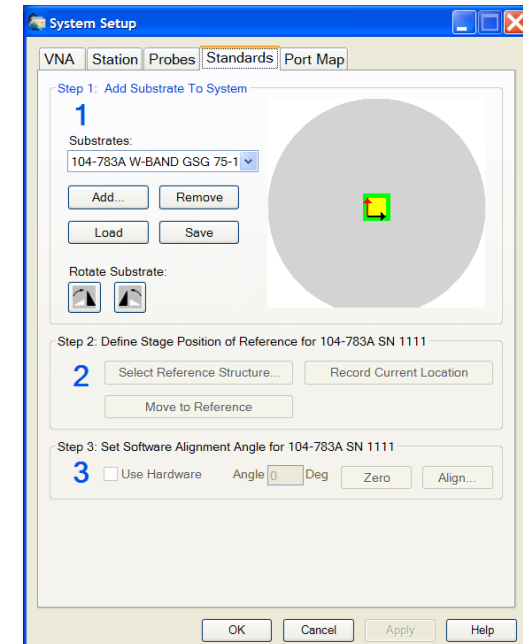 System Setup
VNA Station Probes Standards Port Map
Step 1: Add Substrate To System
1
Substrates:
104-783A W-BAND GSG 75-1
Add... Remove
Load Save
Rotate Substrate:
Step 2: Define Stage Position of Reference for 104-783A SN 1111
2 Select Reference Structure... Record Current Location
Move to Reference
Step 3: Set Software Alignment Angle for 104-783A SN 1111
3 Use Hardware Angle 0 Deg Zero Align...
OK Cancel Apply Help